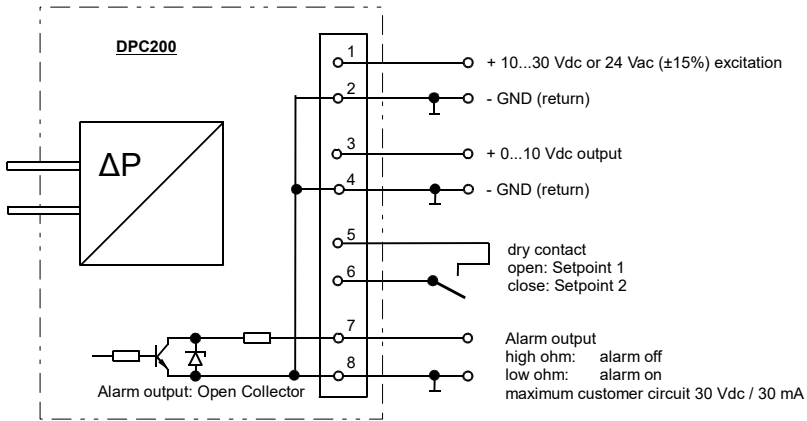 DPC200
1
+ 10...30 Vdc or 24 Vac (±15%) excitation
2
- GND (return)
ΔP
3
+ 0...10 Vdc output
4
- GND (return)
5
dry contact
open: Setpoint 1
close: Setpoint 2
6
7
Alarm output
high ohm: alarm off
low ohm: alarm on
maximum customer circuit 30 Vdc / 30 mA
8
Alarm output: Open Collector